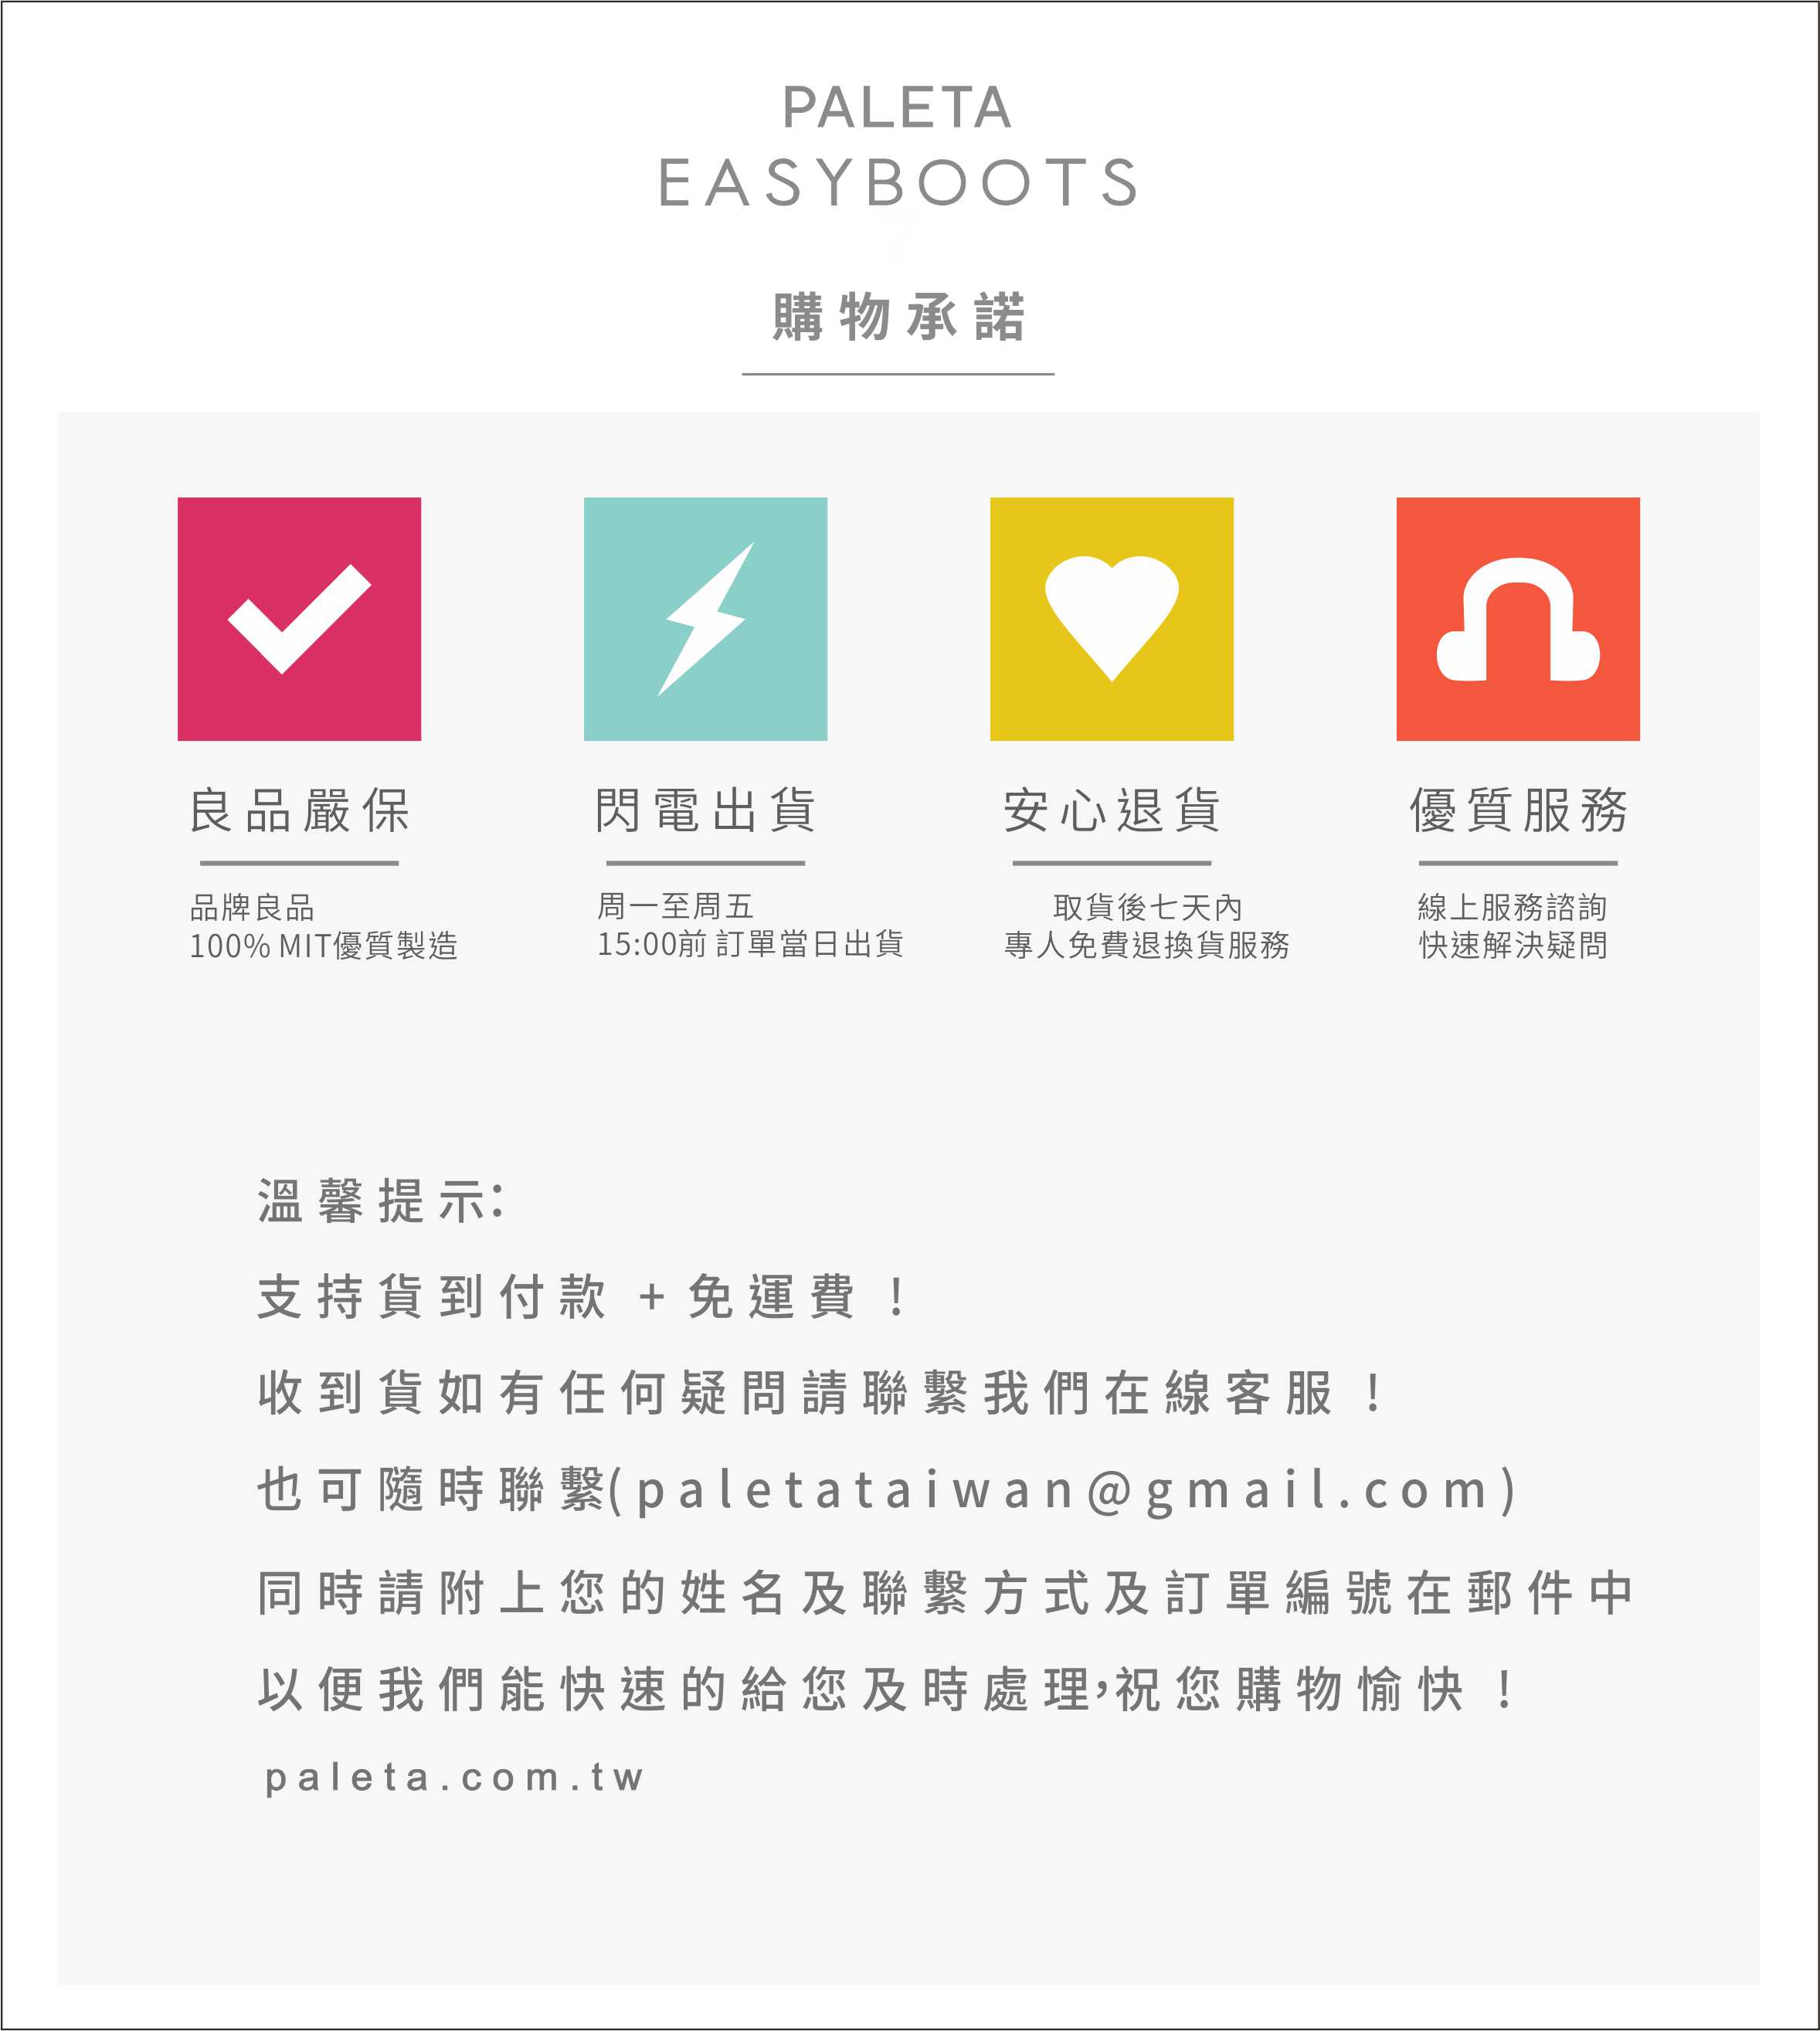 PALETA
EASYBOOTS
購物承諾
良品嚴保
品牌良品
100% MIT優質製造
閃電出貨
周一至周五
15:00前 訂單當日出貨
安心退貨
取貨後七天內
專人免費退換貨服務
優質服務
線上服務諮詢
快速解決疑問
溫馨提示:
支持貨到付款 + 免運費 !
收到貨如有任何疑問請聯繫我們在線客服 !
也可隨時聯繫(paletataiwan@gmail.com)
同時請附上您的姓名及聯繫方式及訂單編號在郵件中
以便我們能快速的給您及時處理,祝您購物愉快 !
paleta.com.tw